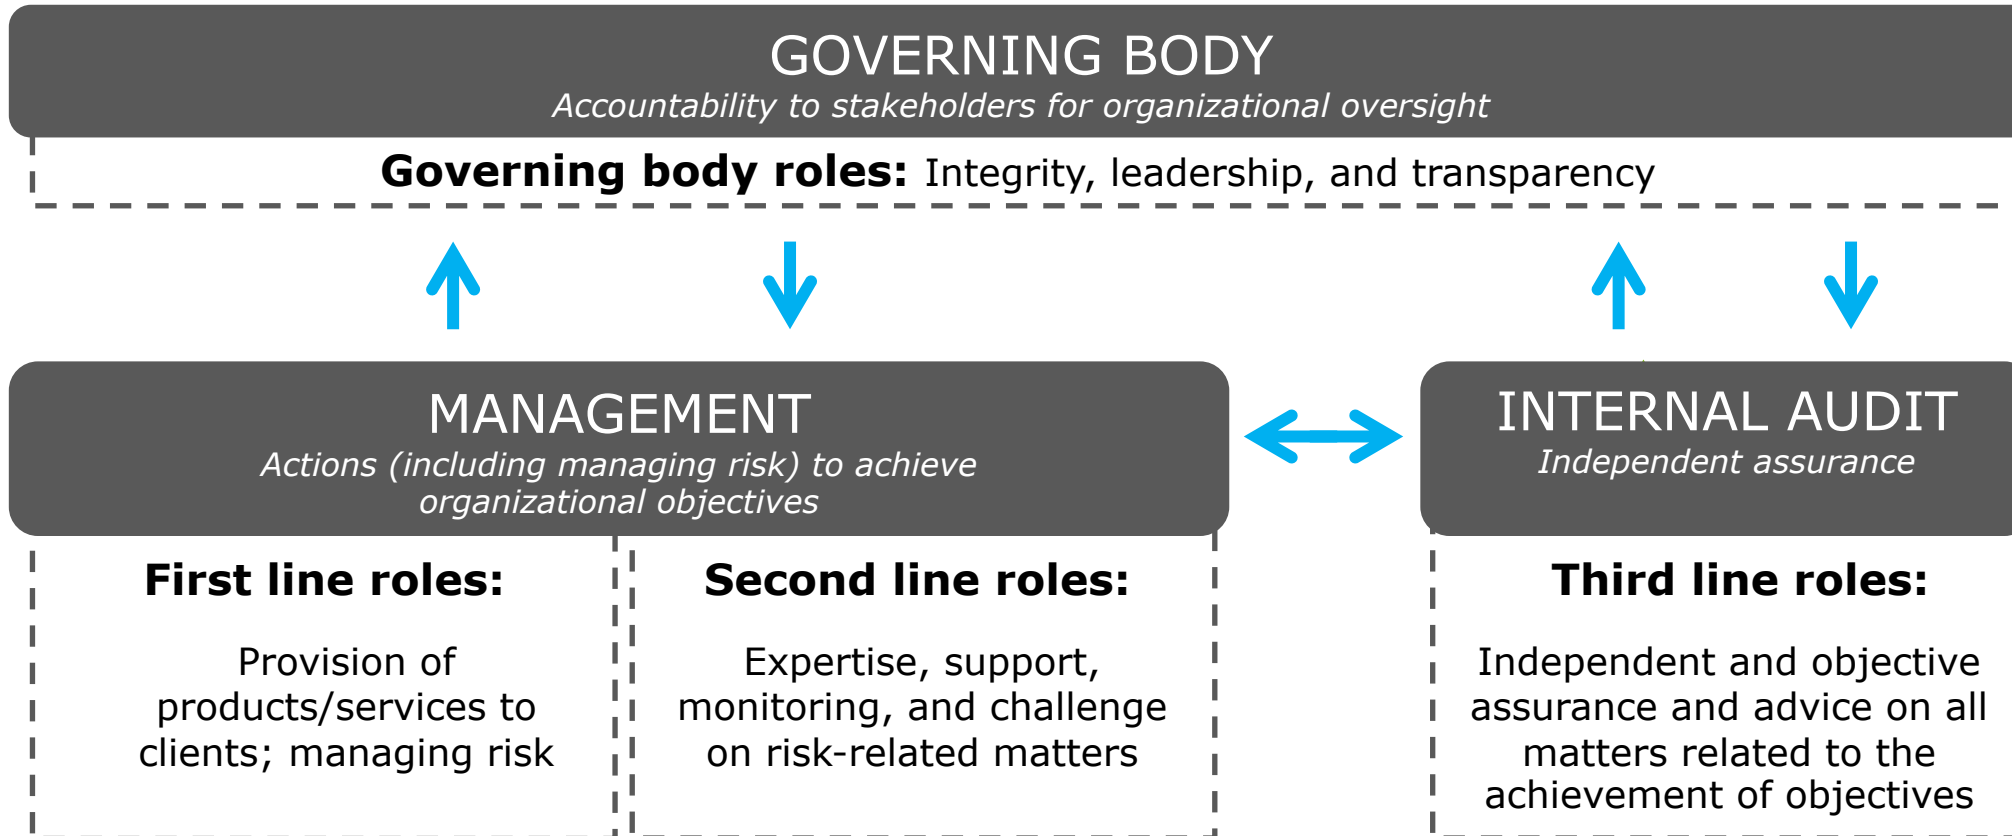 GOVERNING BODY
Accountability to stakeholders for organizational oversight
Governing body roles: Integrity, leadership, and transparency
MANAGEMENT
Actions (including managing risk) to achieve
organizational objectives
INTERNAL AUDIT
Independent assurance
First line roles:
Provision of
products/services to
clients; managing risk
Second line roles:
Expertise, support,
monitoring, and challenge
on risk-related matters
Third line roles:
Independent and objective
assurance and advice on all
matters related to the
achievement of objectives